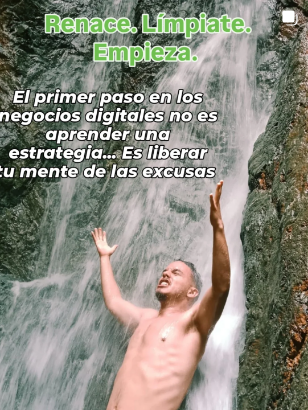 Renace. Límpiate.
Empieza.
El primer paso en los
negocios digitales no es
aprender una
estrategia... Es liberar
tu mente de las excusas